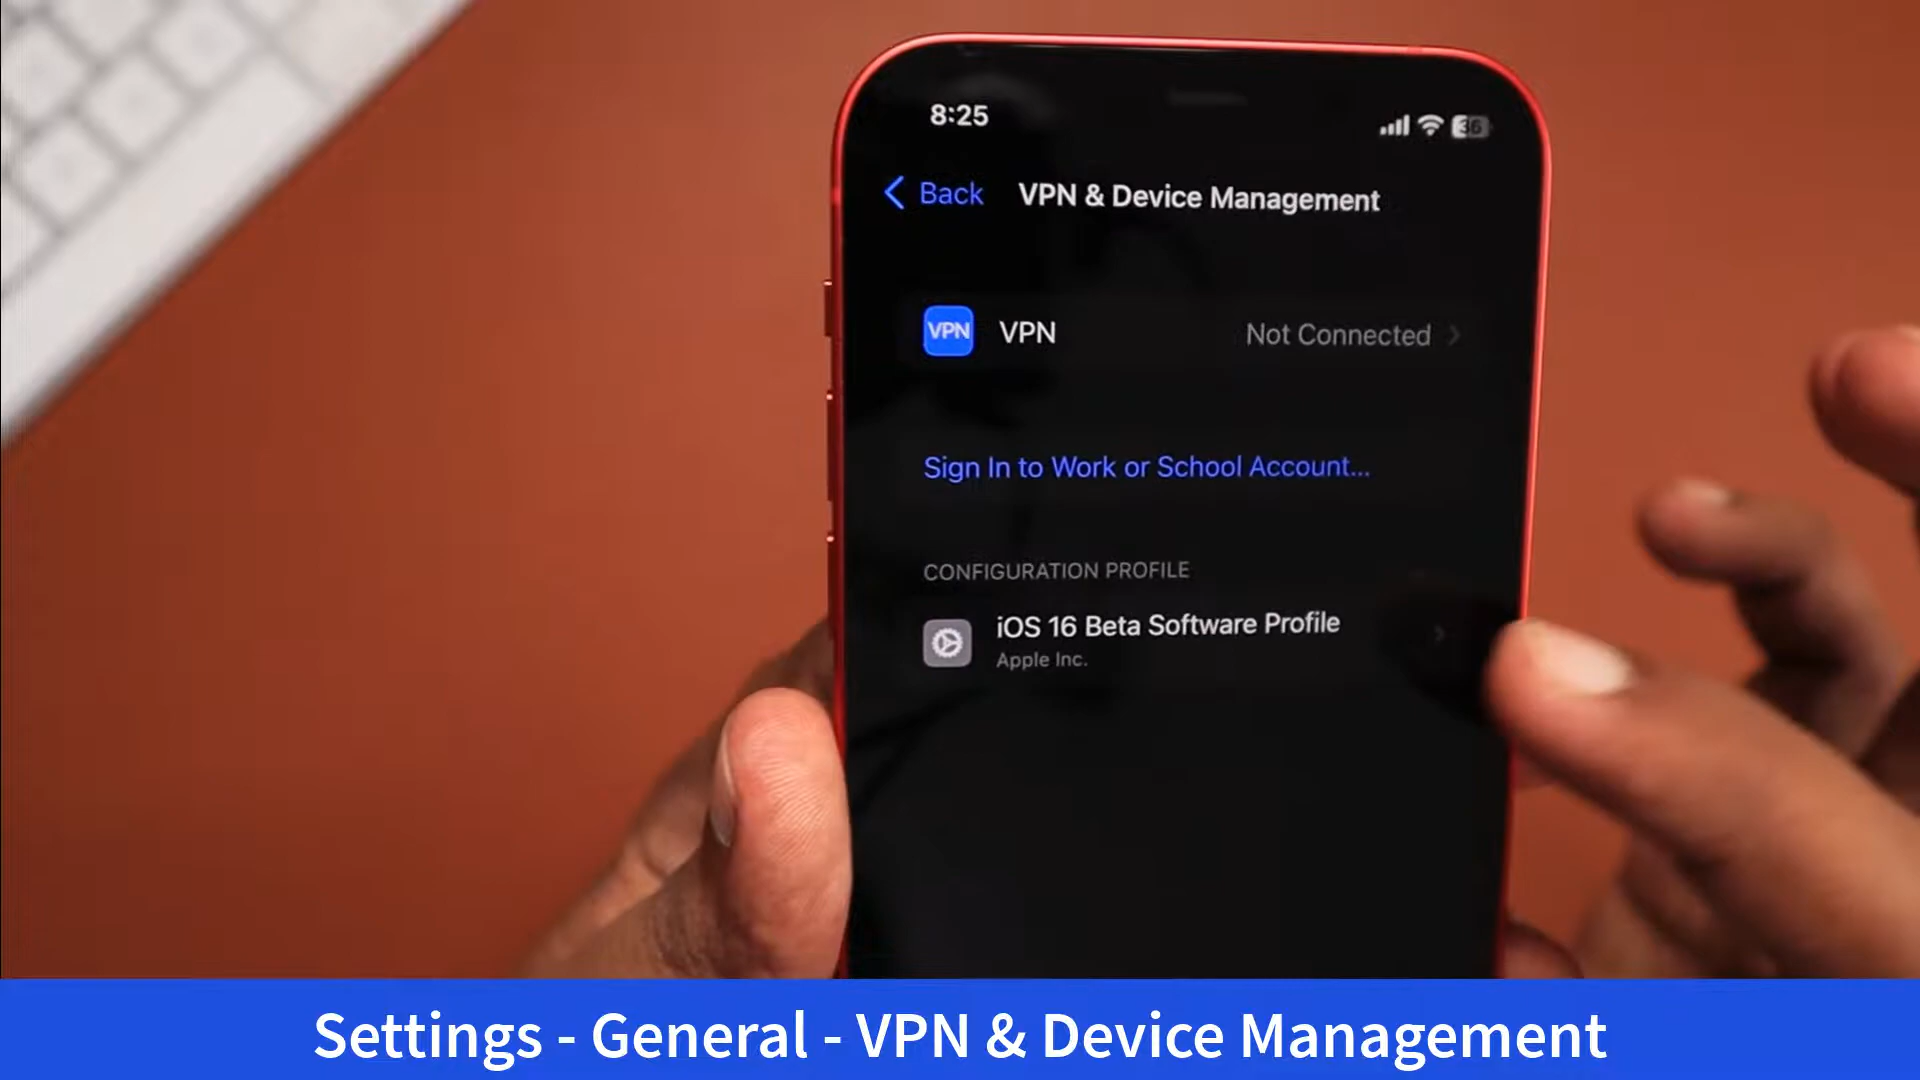 8:25
36
Back
VPN & Device Management
VPN
VPN
Not Connected
Sign In to Work or School Account...
CONFIGURATION PROFILE
iOS 16 Beta Software Profile
Apple Inc.
Settings - General - VPN & Device Management